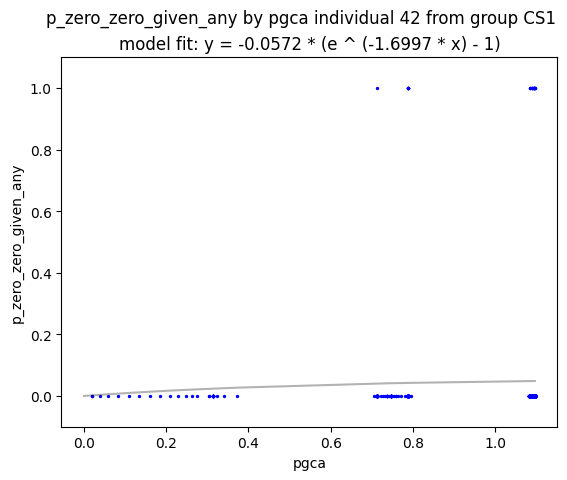 p_zero_zero_given_any by pgca individual 42 from group CS1
model fit: y = -0.0572 * (e ^ (-1.6997 * x) - 1)
1.0
0.8
0.6
0.4
0.2
0.0
p_zero_zero_given_any
0.0 0.2 0.4 0.6 0.8 1.0
pgca